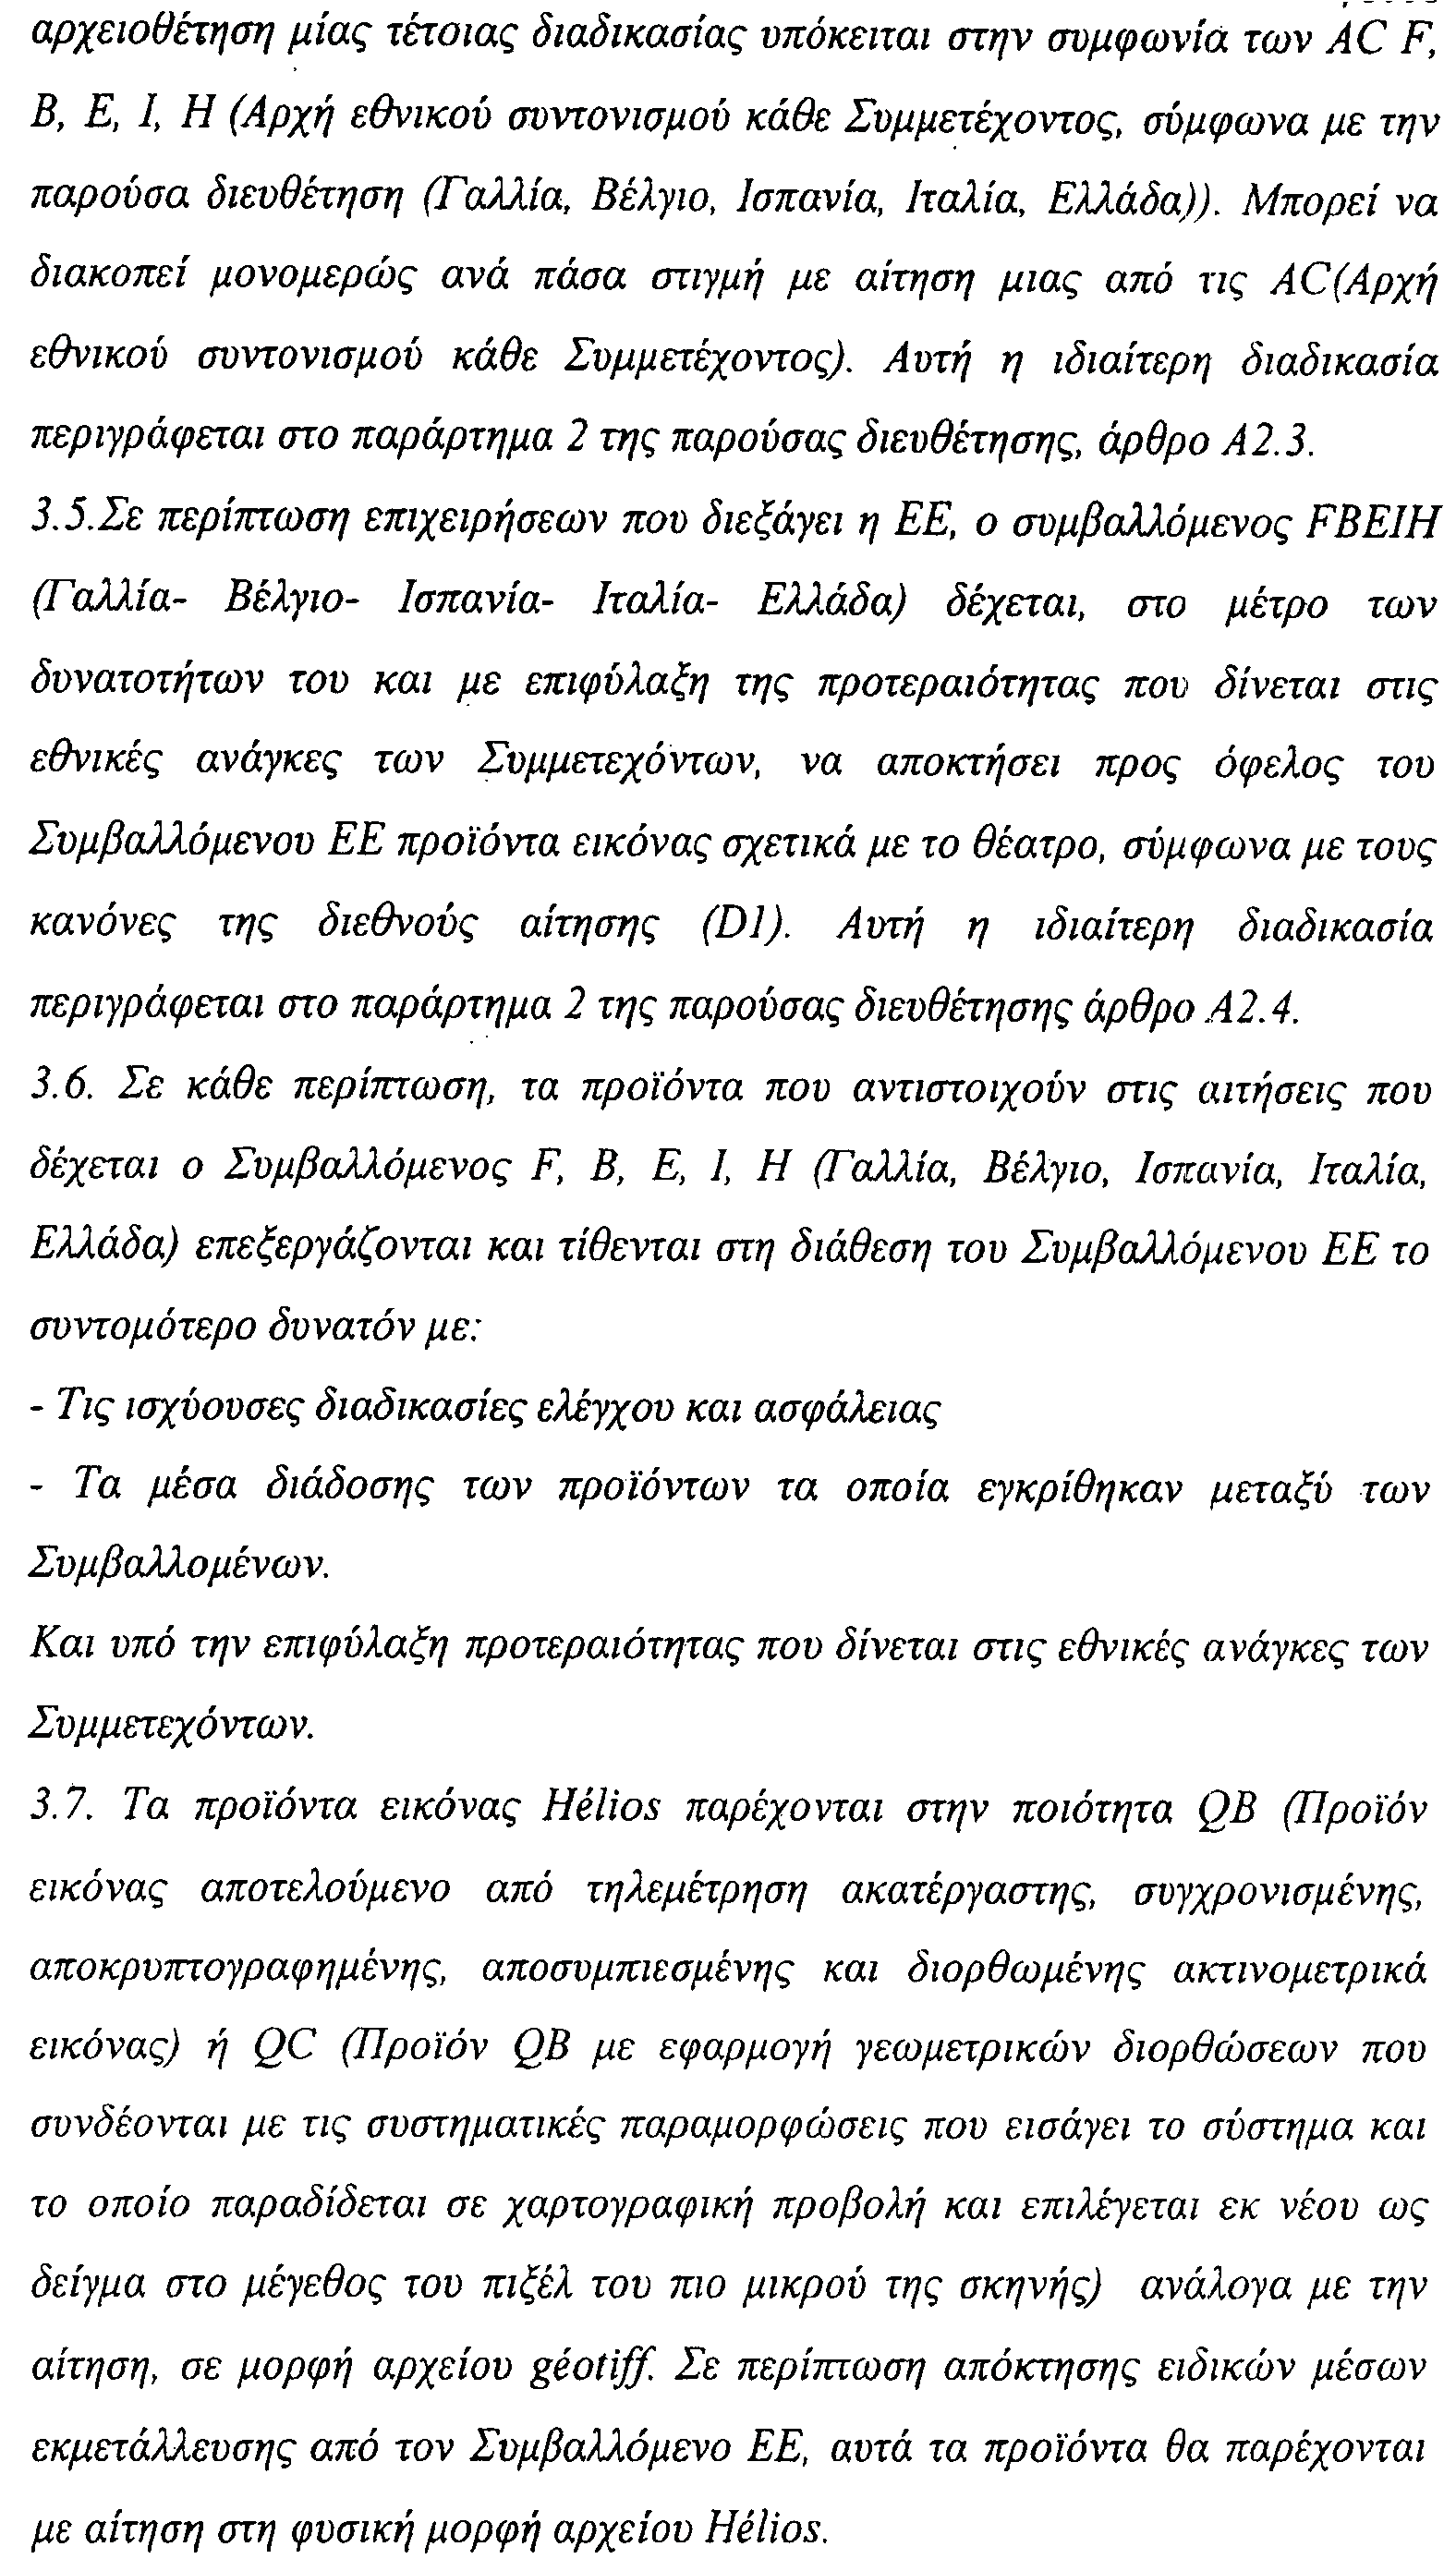 αρχειοθέτηση μίας τέτοιας διαδικασίας υπόκειται στην συμφωνία των AC F,
B, E, I, H (Αρχή εθνικού συντονισμού κάθε Συμμετέχοντος, σύμφωνα με την
παρούσα διευθέτηση (Γαλλία, Βέλγιο, Ισπανία, Ιταλία, Ελλάδα)). Μπορεί να
διακοπεί μονομερώς ανά πάσα στιγμή με αίτηση μιας από τις AC(Αρχή
εθνικού συντονισμού κάθε Συμμετέχοντος). Αυτή η ιδιαίτερη διαδικασία
περιγράφεται στο παράρτημα 2 της παρούσας διευθέτησης, άρθρο Α2.3.
3.5.Σε περίπτωση επιχειρήσεων που διεξάγει η ΕΕ, ο συμβαλλόμενος FBEIH
(Γαλλία- Βέλγιο- Ισπανία- Ιταλία- Ελλάδα) δέχεται, στο μέτρο των
δυνατοτήτων του και με επιφύλαξη της προτεραιότητας που δίνεται στις
εθνικές ανάγκες των Συμμετεχόντων, να αποκτήσει προς όφελος του
Συμβαλλόμενου ΕΕ προϊόντα εικόνας σχετικά με το θέατρο, σύμφωνα με τους
κανόνες της διεθνούς αίτησης (DI). Αυτή η ιδιαίτερη διαδικασία
περιγράφεται στο παράρτημα 2 της παρούσας διευθέτησης άρθρο Α2.4.
3.6. Σε κάθε περίπτωση, τα προϊόντα που αντιστοιχούν στις αιτήσεις που
δέχεται ο Συμβαλλόμενος F, B, E, I, H (Γαλλία, Βέλγιο, Ισπανία, Ιταλία,
Ελλάδα) επεξεργάζονται και τίθενται στη διάθεση του Συμβαλλόμενου ΕΕ το
συντομότερο δυνατόν με:
- Τις ισχύουσες διαδικασίες ελέγχου και ασφάλειας
- Τα μέσα διάδοσης των προϊόντων τα οποία εγκρίθηκαν μεταξύ των
Συμβαλλομένων.
Και υπό την επιφύλαξη προτεραιότητας που δίνεται στις εθνικές ανάγκες των
Συμμετεχόντων.
3.7. Τα προϊόντα εικόνας Hélios παρέχονται στην ποιότητα QB (Προϊόν
εικόνας αποτελούμενο από τηλεμέτρηση ακατέργαστης, συγχρονισμένης,
αποκρυπτογραφημένης, αποσυμπιεσμένης και διορθωμένης ακτινομετρικά
εικόνας) ή QC (Προϊόν QB με εφαρμογή γεωμετρικών διορθώσεων που
συνδέονται με τις συστηματικές παραμορφώσεις που εισάγει το σύστημα και
το οποίο παραδίδεται σε χαρτογραφική προβολή και επιλέγεται εκ νέου ως
δείγμα στο μέγεθος του πιξέλ του πιο μικρού της σκηνής) ανάλογα με την
αίτηση, σε μορφή αρχείου géotiff. Σε περίπτωση απόκτησης ειδικών μέσων
εκμετάλλευσης από τον Συμβαλλόμενο ΕΕ, αυτά τα προϊόντα θα παρέχονται
με αίτηση στη φυσική μορφή αρχείου Hélios.